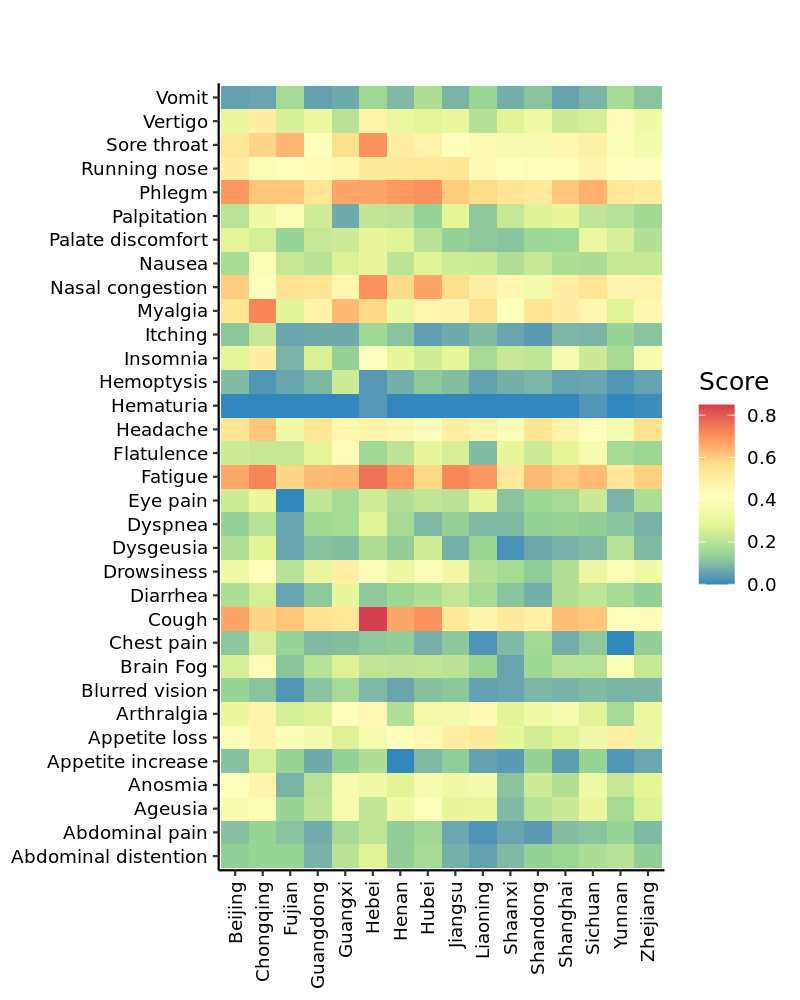 Vomit
Vertigo
Sore throat
Running nose
Phlegm
Palpitation
Palate discomfort
Nausea
Nasal congestion
Myalgia
Itching
Insomnia
Hemoptysis
Hematuria
Headache
Flatulence
Fatigue
Eye pain
Dyspnea
Dysgeusia
Drowsiness
Diarrhea
Cough
Chest pain
Brain Fog
Blurred vision
Arthralgia
Appetite loss
Appetite increase
Anosmia
Ageusia
Abdominal pain
Abdominal distention
Beijing
Chongqing
Fujian
Guangdong
Guangxi
Hebei
Henan
Hubei
Jiangsu
Liaoning
Shaanxi
Shandong
Shanghai
Sichuan
Yunnan
Zhejiang
Score
0.8
0.6
0.4
0.2
0.0